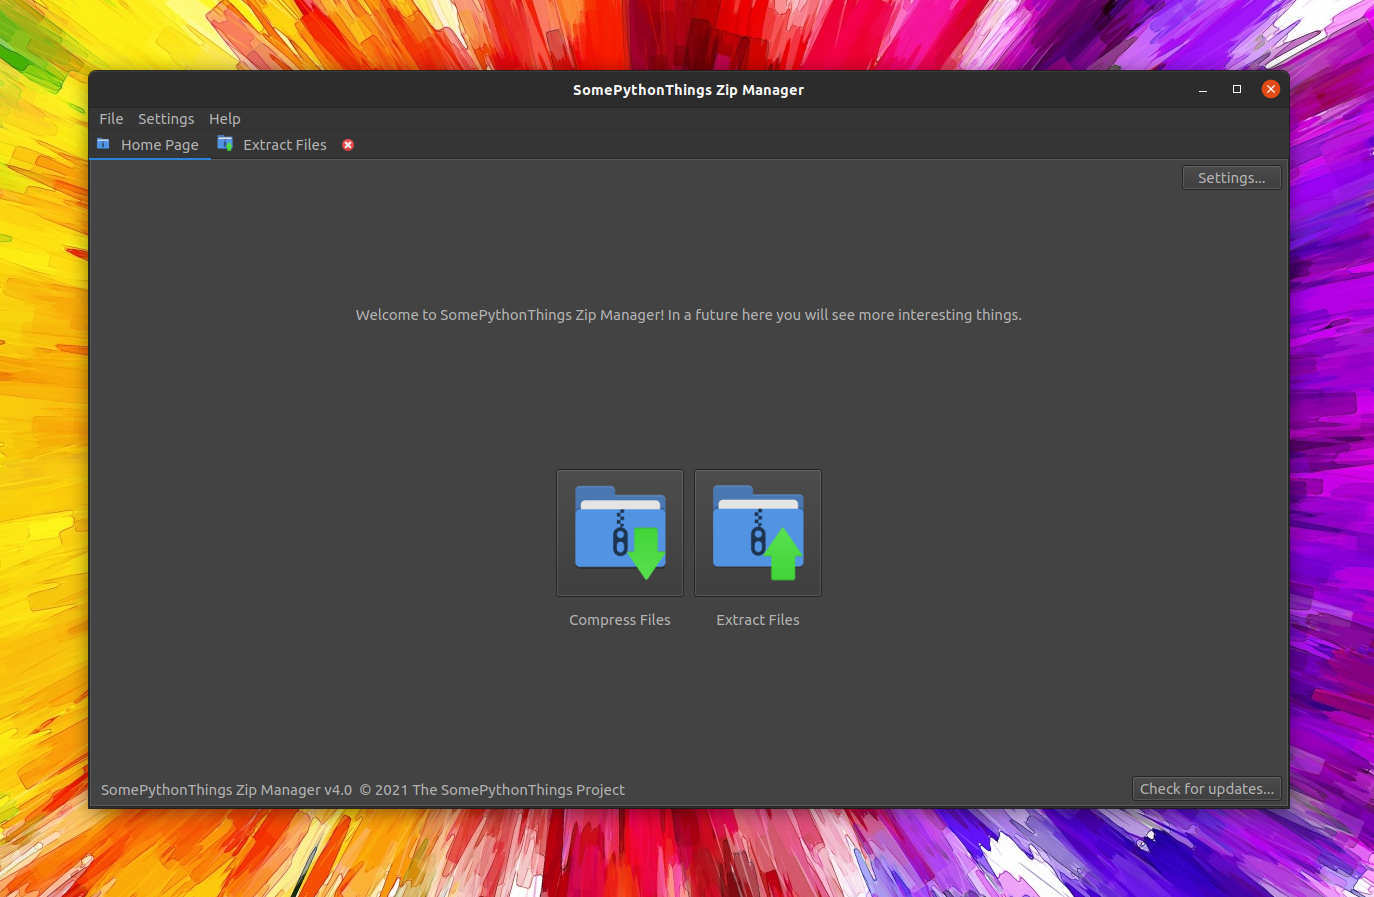 SomePythonThings Zip Manager
File Settings Help
Home Page Extract Files
Settings...
Welcome to SomePythonThings Zip Manager! In a future here you will see more interesting things.
Compress Files Extract Files
SomePythonThings Zip Manager v4.0 © 2021 The SomePythonThings Project
Check for updates...